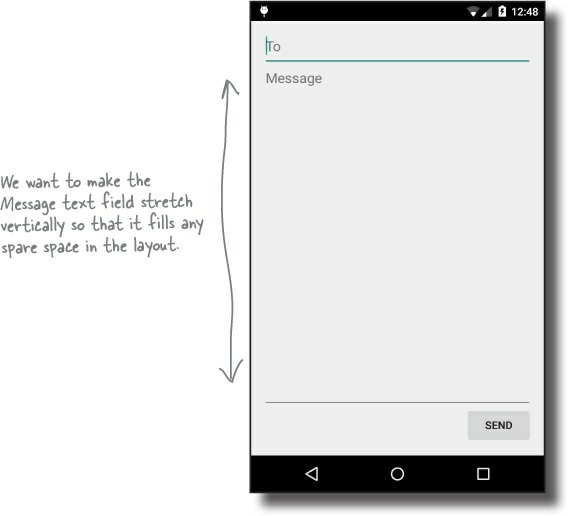 12:48
To
Message
We want to make the
Message text field stretch
vertically so that it fills any
spare space in the layout.
SEND